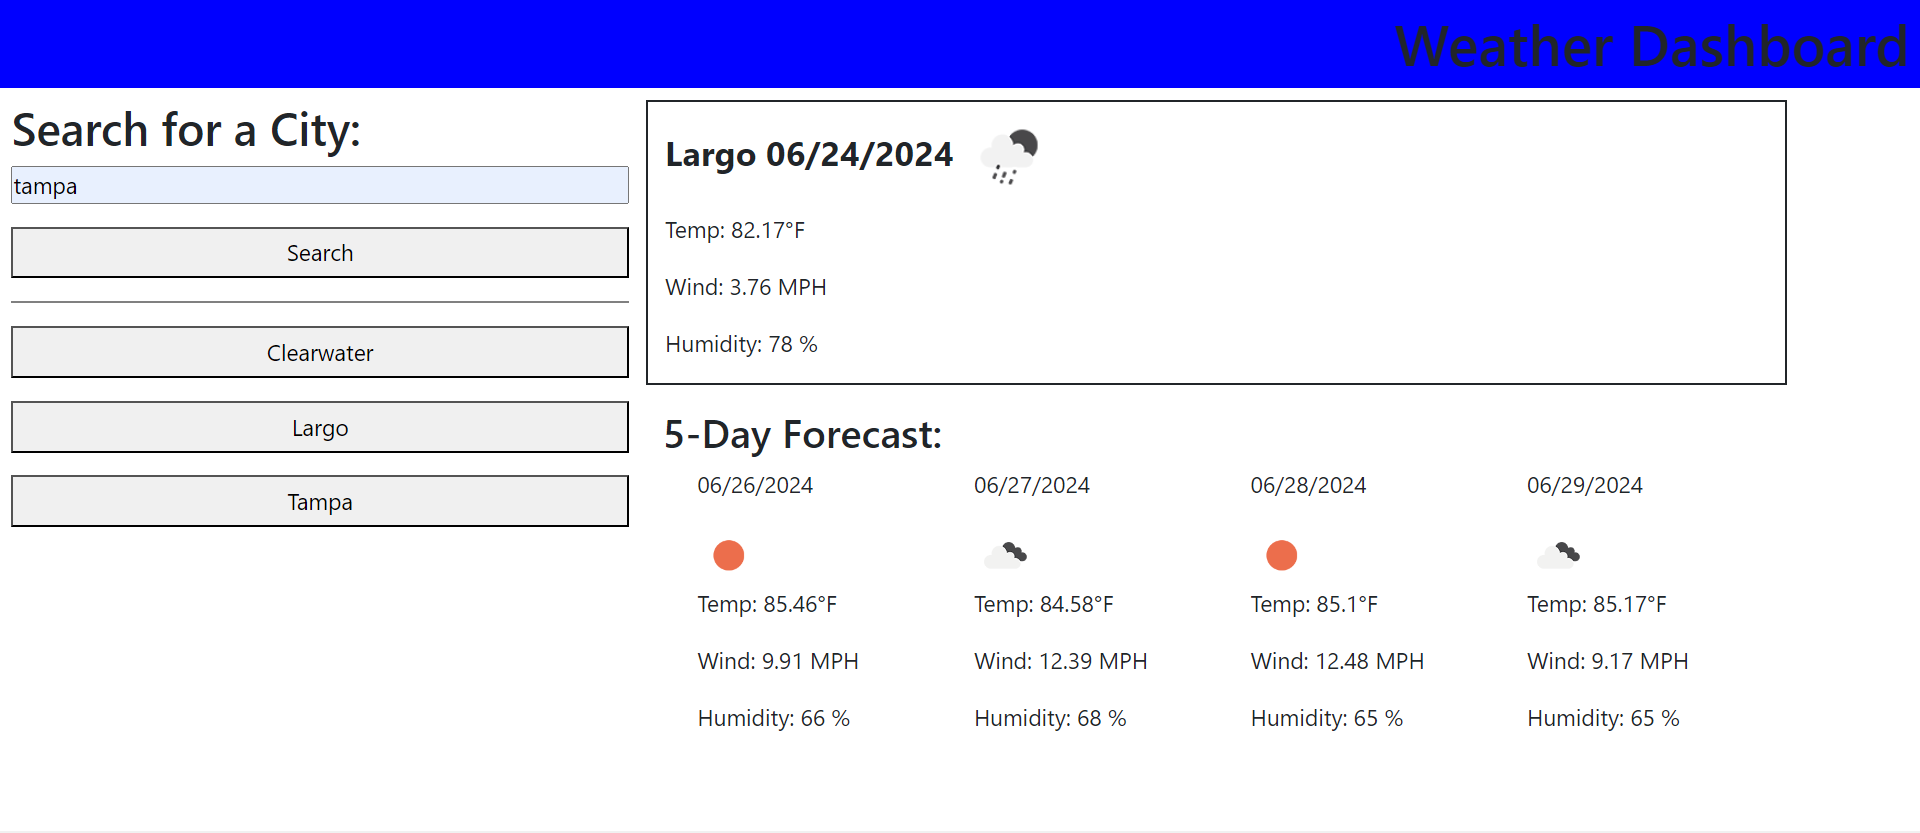 Weather Dashboard
Search for a City:
tampa
Search
Clearwater
Largo
Tampa
Largo 06/24/2024
Temp: 82.17°F
Wind: 3.76 MPH
Humidity: 78 %
5-Day Forecast:
06/26/2024
Temp: 85.46°F
Wind: 9.91 MPH
Humidity: 66 %
06/27/2024
Temp: 84.58°F
Wind: 12.39 MPH
Humidity: 68 %
06/28/2024
Temp: 85.1°F
Wind: 12.48 MPH
Humidity: 65 %
06/29/2024
Temp: 85.17°F
Wind: 9.17 MPH
Humidity: 65 %